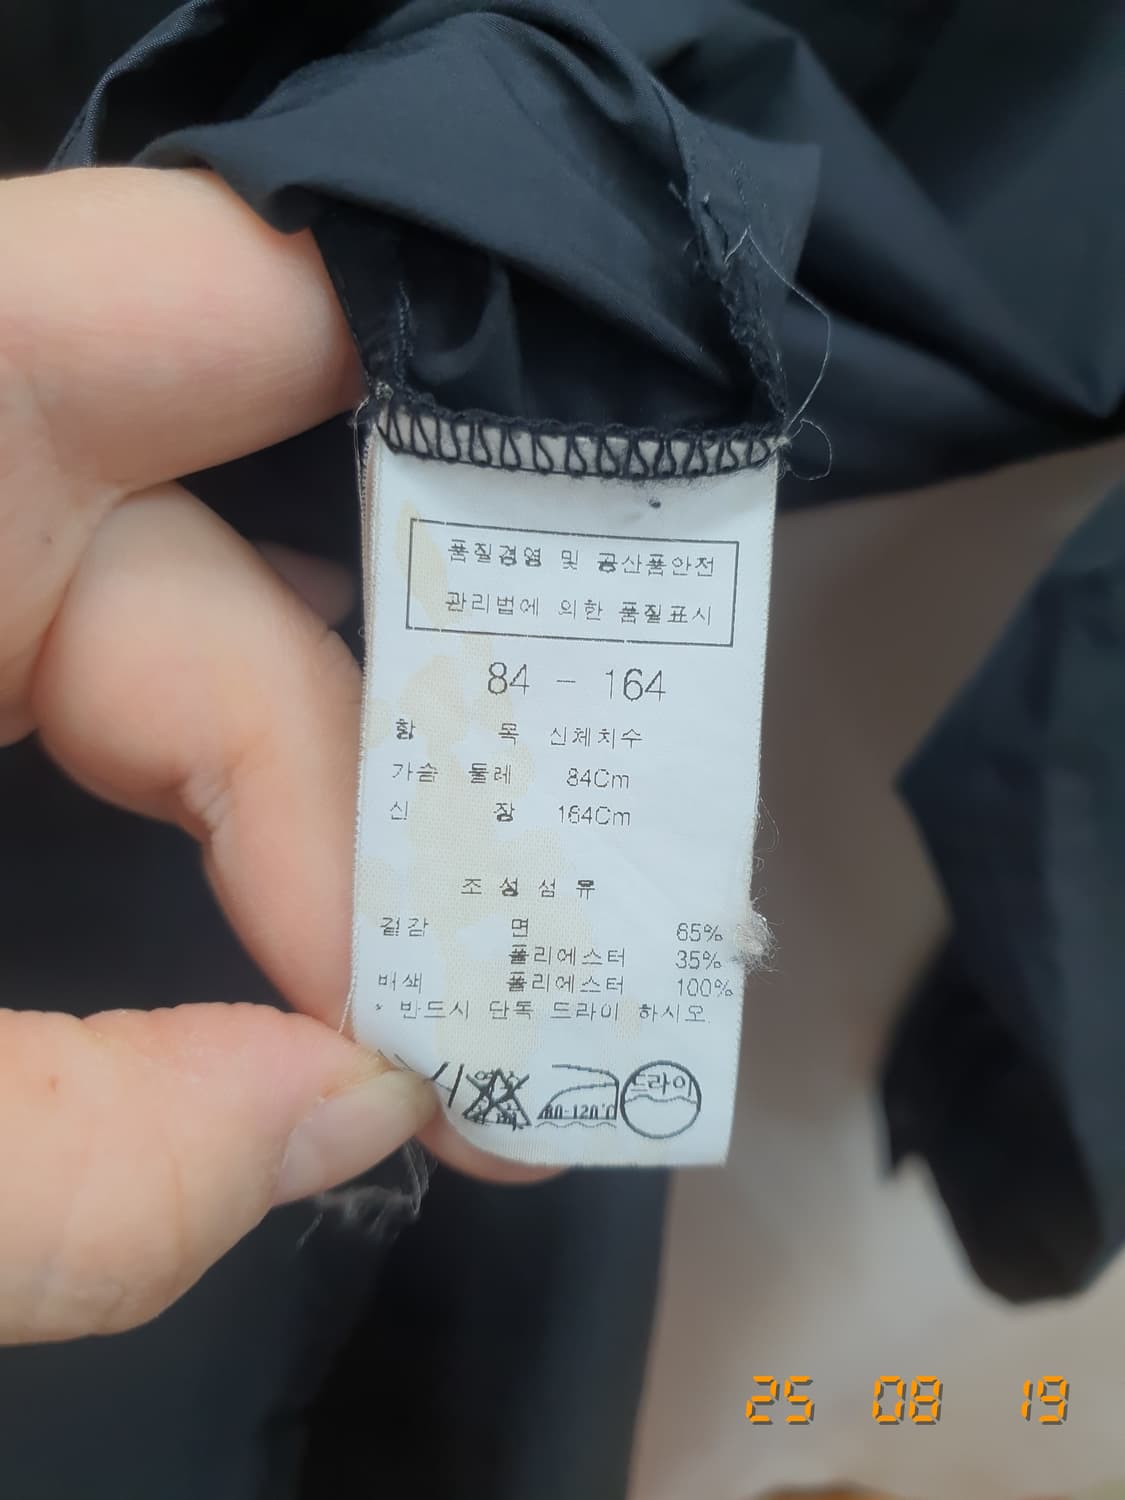 품질경영 및 공산품안전
관리법에 의한 품질표시
84 - 164
항 목 신체치수
가슴 둘레 84Cm
신 장 164Cm
조 성 섬 유
겉감 면 65%
폴리에스터 35%
배색 폴리에스터 100%
* 반드시 단독 드라이 하시오.
80-120℃ 드라이
25 08 19